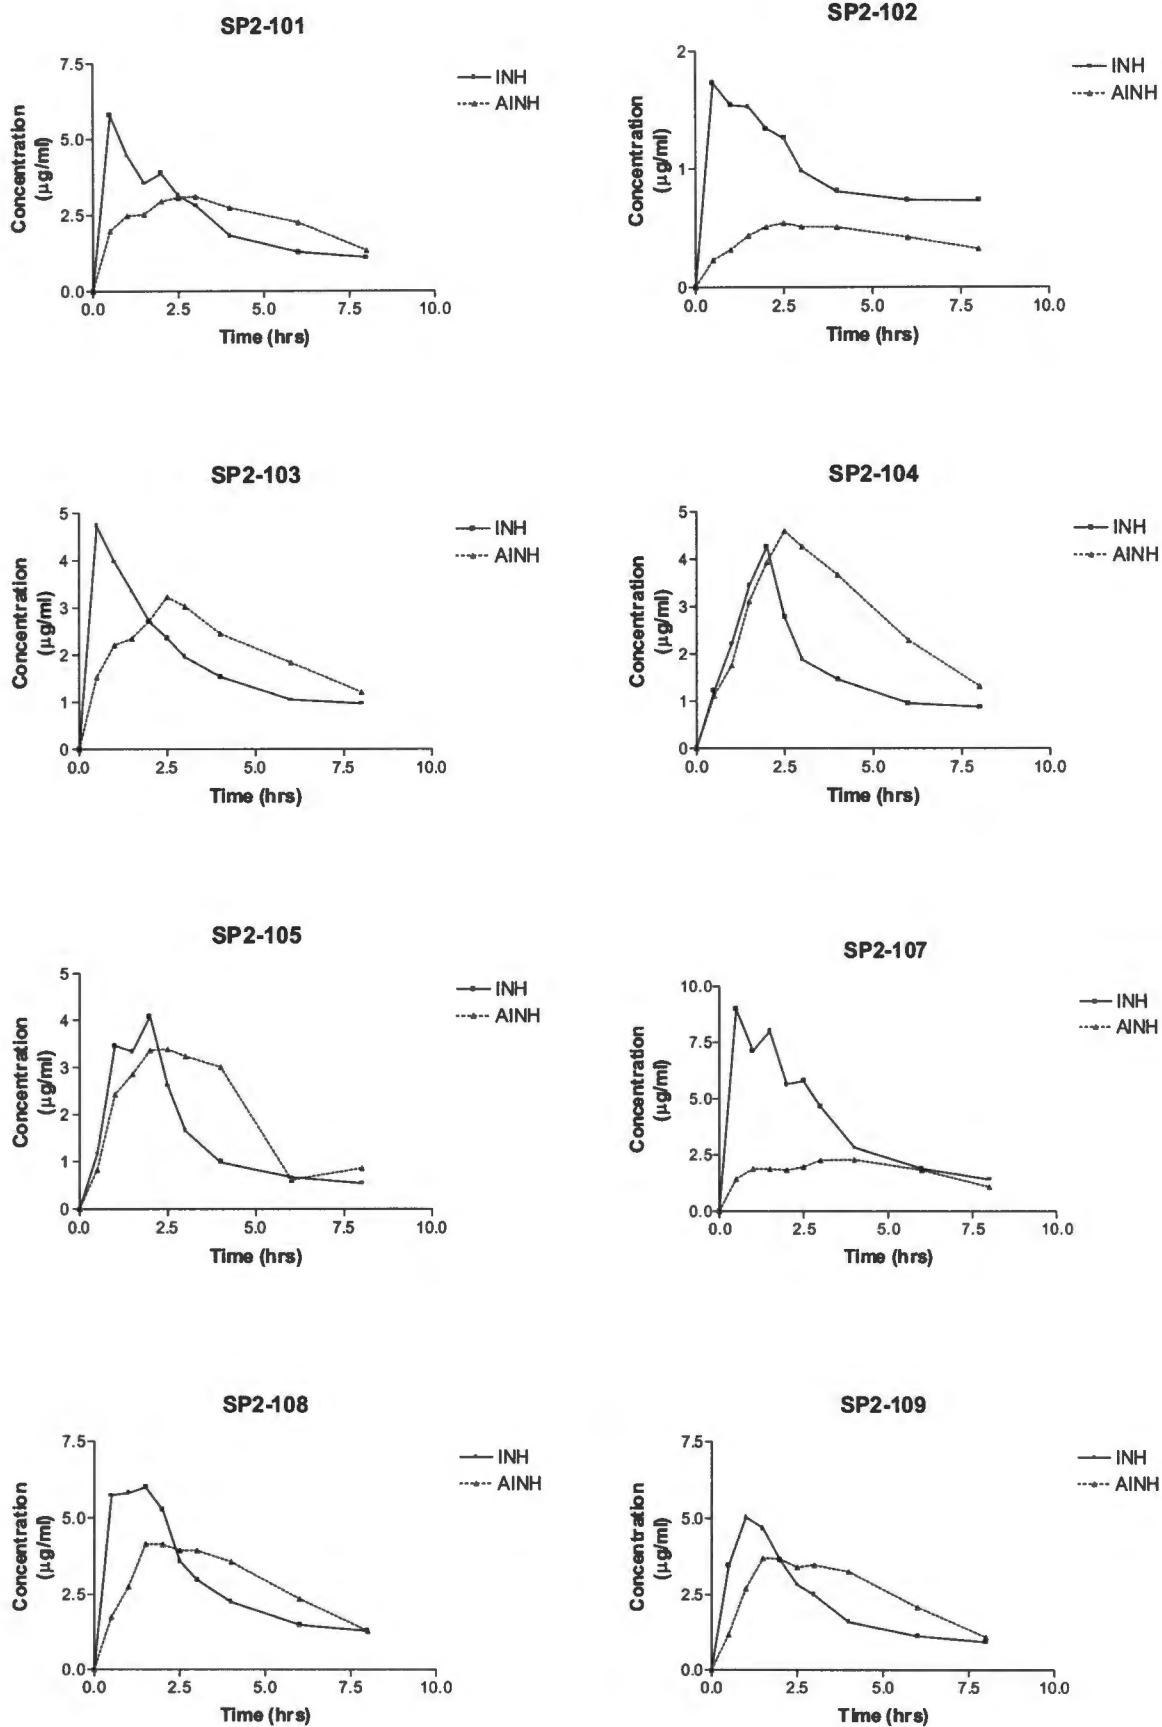 SP2-101
7.5
5.0
2.5
0.0
Concentration
(μg/ml)
0.0 2.5 5.0 7.5 10.0
Time (hrs)
INH
AINH
SP2-102
2
1
0
Concentration
(μg/ml)
0.0 2.5 5.0 7.5 10.0
Time (hrs)
INH
AINH
SP2-103
5
4
3
2
1
0
Concentration
(μg/ml)
0.0 2.5 5.0 7.5 10.0
Time (hrs)
INH
AINH
SP2-104
5
4
3
2
1
0
Concentration
(μg/ml)
0.0 2.5 5.0 7.5 10.0
Time (hrs)
INH
AINH
SP2-105
5
4
3
2
1
0
Concentration
(μg/ml)
0.0 2.5 5.0 7.5 10.0
Time (hrs)
INH
AINH
SP2-107
10.0
7.5
5.0
2.5
0.0
Concentration
(μg/ml)
0.0 2.5 5.0 7.5 10.0
Time (hrs)
INH
AINH
SP2-108
7.5
5.0
2.5
0.0
Concentration
(μg/ml)
0.0 2.5 5.0 7.5 10.0
Time (hrs)
INH
AINH
SP2-109
7.5
5.0
2.5
0.0
Concentration
(μg/ml)
0.0 2.5 5.0 7.5 10.0
Time (hrs)
INH
AINH